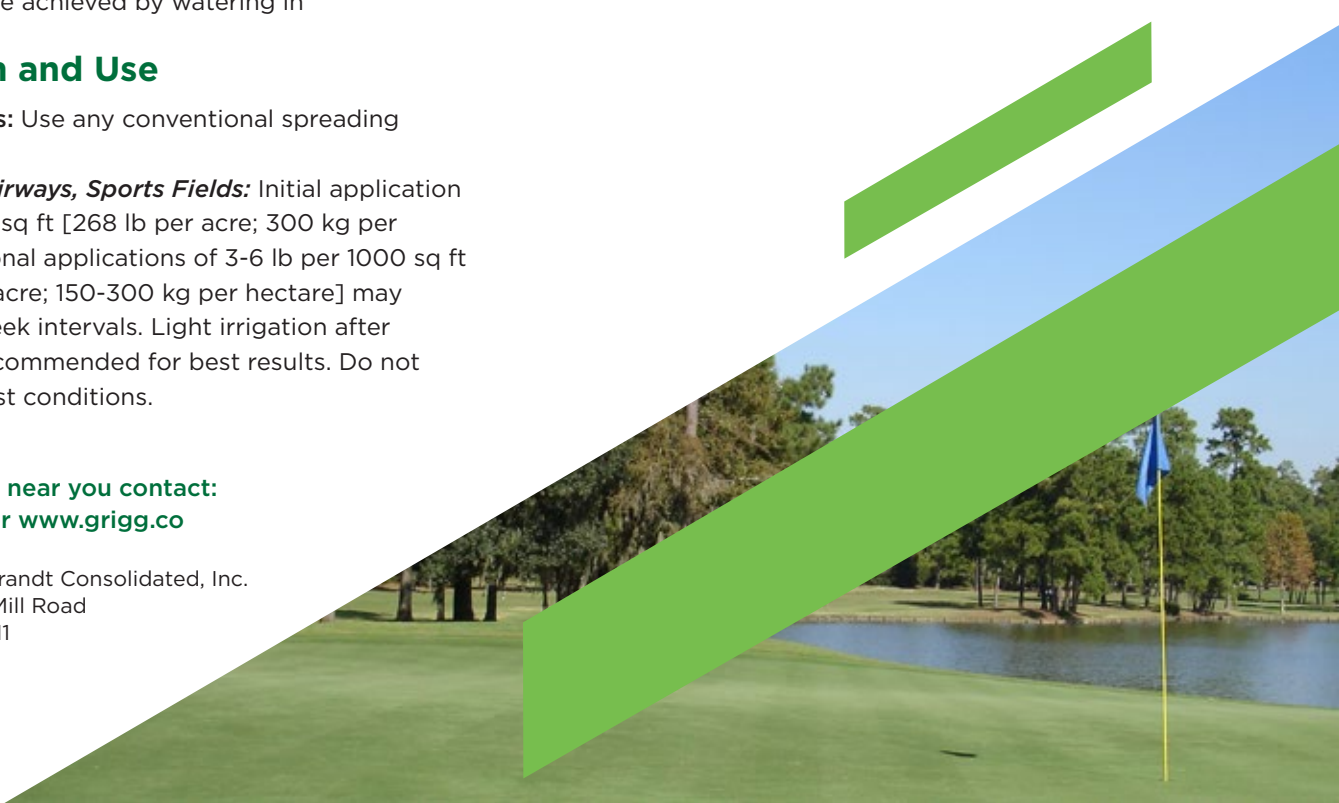 e achieved by watering in
n and Use
s: Use any conventional spreading
irways, Sports Fields: Initial application
sq ft [268 lb per acre; 300 kg per
onal applications of 3-6 lb per 1000 sq ft
acre; 150-300 kg per hectare] may
eek intervals. Light irrigation after
commended for best results. Do not
st conditions.
near you contact:
r www.grigg.co
randt Consolidated, Inc.
Mill Road
11